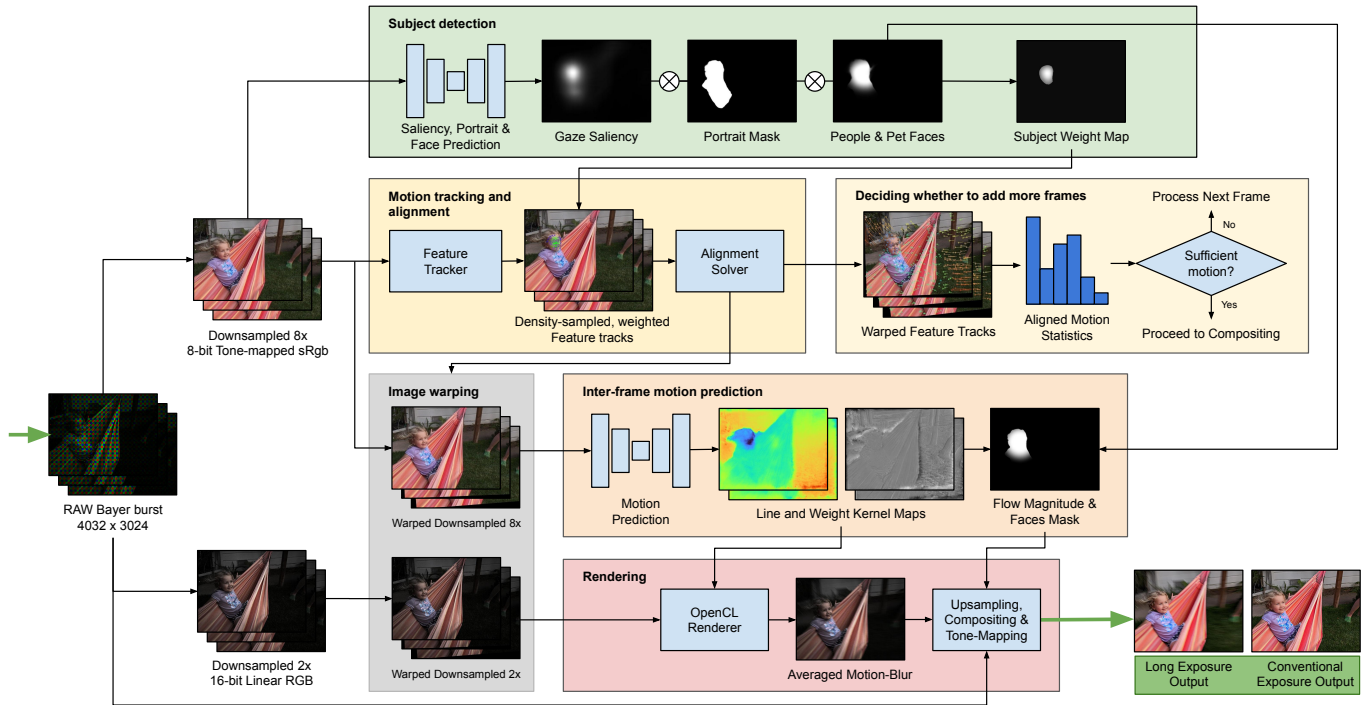 Subject detection
Saliency, Portrait &
Face Prediction
Gaze Saliency
Portrait Mask
People & Pet Faces
Subject Weight Map
Motion tracking and
alignment
Feature
Tracker
Density-sampled, weighted
Feature tracks
Alignment
Solver
Deciding whether to add more frames
Warped Feature Tracks
Aligned Motion
Statistics
Process Next Frame
No
Sufficient
motion?
Yes
Proceed to Compositing
Downsampled 8x
8-bit Tone-mapped sRgb
RAW Bayer burst
4032 x 3024
Downsampled 2x
16-bit Linear RGB
Image warping
Warped Downsampled 8x
Warped Downsampled 2x
Inter-frame motion prediction
Motion
Prediction
Line and Weight Kernel Maps
Flow Magnitude &
Faces Mask
Rendering
OpenCL
Renderer
Averaged Motion-Blur
Upsampling,
Compositing &
Tone-Mapping
Long Exposure
Output
Conventional
Exposure Output